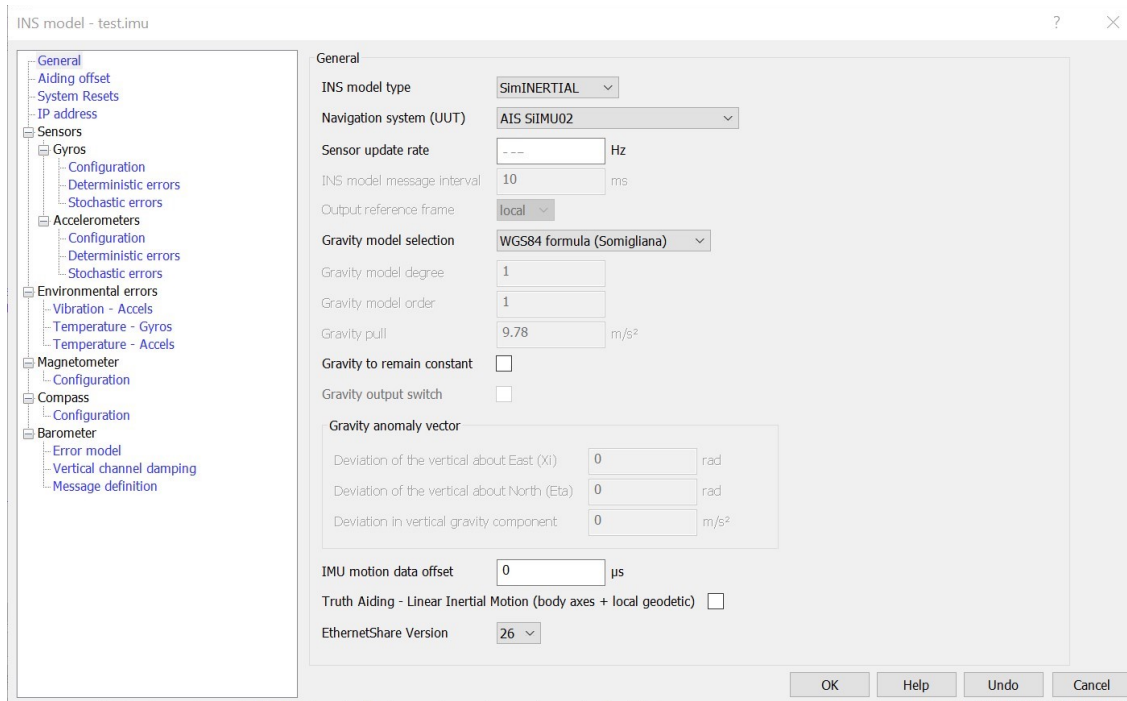 INS model - test.imu
?
General
Aiding offset
System Resets
IP address
Sensors
Gyros
Configuration
Deterministic errors
Stochastic errors
Accelerometers
Configuration
Deterministic errors
Stochastic errors
Environmental errors
Vibration - Accels
Temperature - Gyros
Temperature - Accels
Magnetometer
Configuration
Compass
Configuration
Barometer
Error model
Vertical channel damping
Message definition
General
INS model type SimINERTIAL
Navigation system (UUT) AIS SiIMU02
Sensor update rate --- Hz
INS model message interval 10 ms
Output reference frame local
Gravity model selection WGS84 formula (Somigliana)
Gravity model degree 1
Gravity model order 1
Gravity pull 9.78 m/s²
Gravity to remain constant
Gravity output switch
Gravity anomaly vector
Deviation of the vertical about East (Xi) 0 rad
Deviation of the vertical about North (Eta) 0 rad
Deviation in vertical gravity component 0 m/s²
IMU motion data offset 0 µs
Truth Aiding - Linear Inertial Motion (body axes + local geodetic)
EthernetShare Version 26
OK Help Undo Cancel